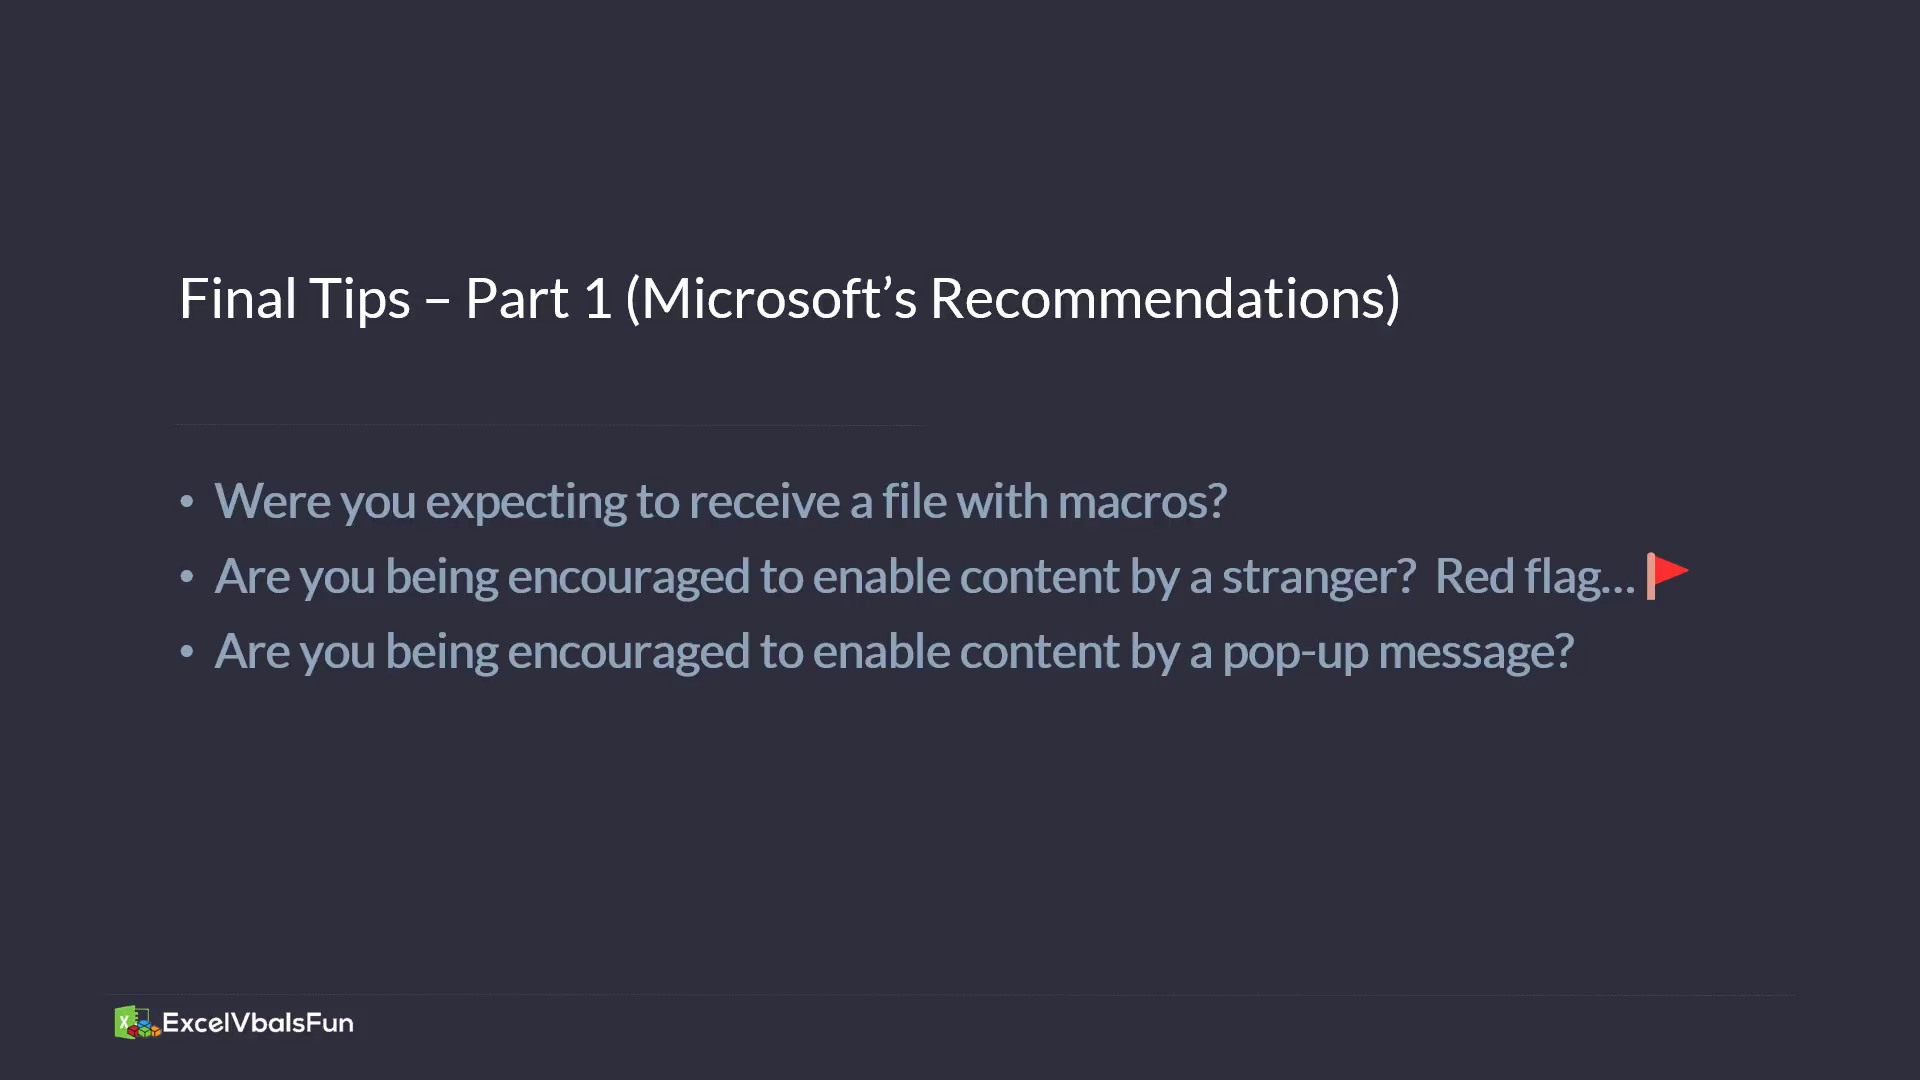 Final Tips – Part 1 (Microsoft’s Recommendations)
• Were you expecting to receive a file with macros?
• Are you being encouraged to enable content by a stranger?  Red flag... 🚩
• Are you being encouraged to enable content by a pop-up message?
ExcelVbaIsFun